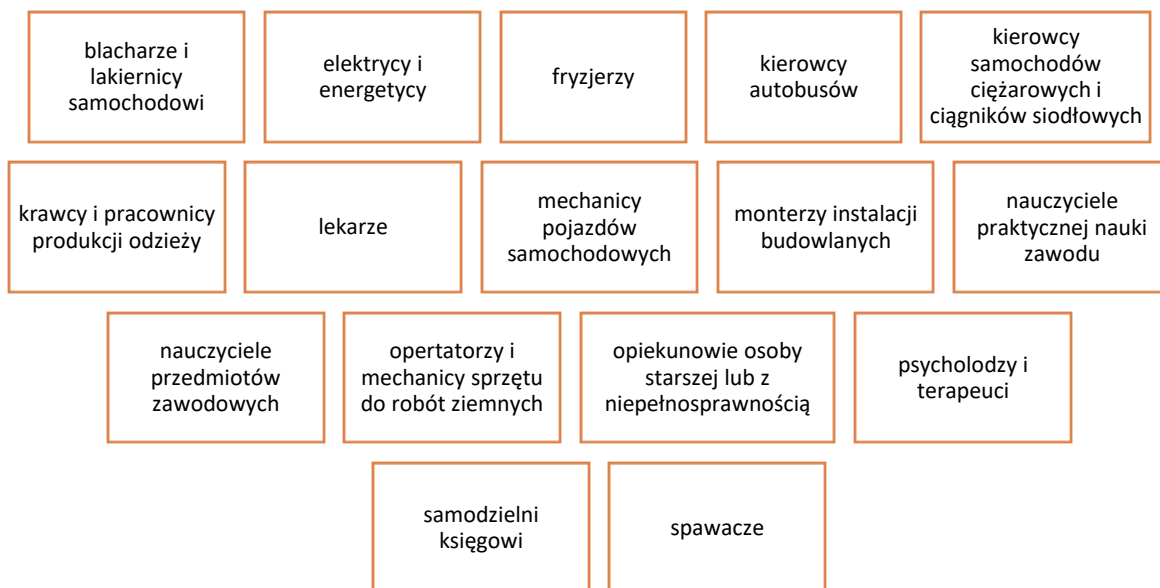 blacharze i
lakiernicy
samochodowi
elektrycy i
energetycy
fryzjerzy
kierowcy
autobusów
kierowcy
samochodów
ciężarowych i
ciągników siodłowych
krawcy i pracownicy
produkcji odzieży
lekarze
mechanicy
pojazdów
samochodowych
monterzy instalacji
budowlanych
nauczyciele
praktycznej nauki
zawodu
nauczyciele
przedmiotów
zawodowych
opertatorzy i
mechanicy sprzętu
do robót ziemnych
opiekunowie osoby
starszej lub z
niepełnosprawnością
psycholodzy i
terapeuci
samodzielni
księgowi
spawacze